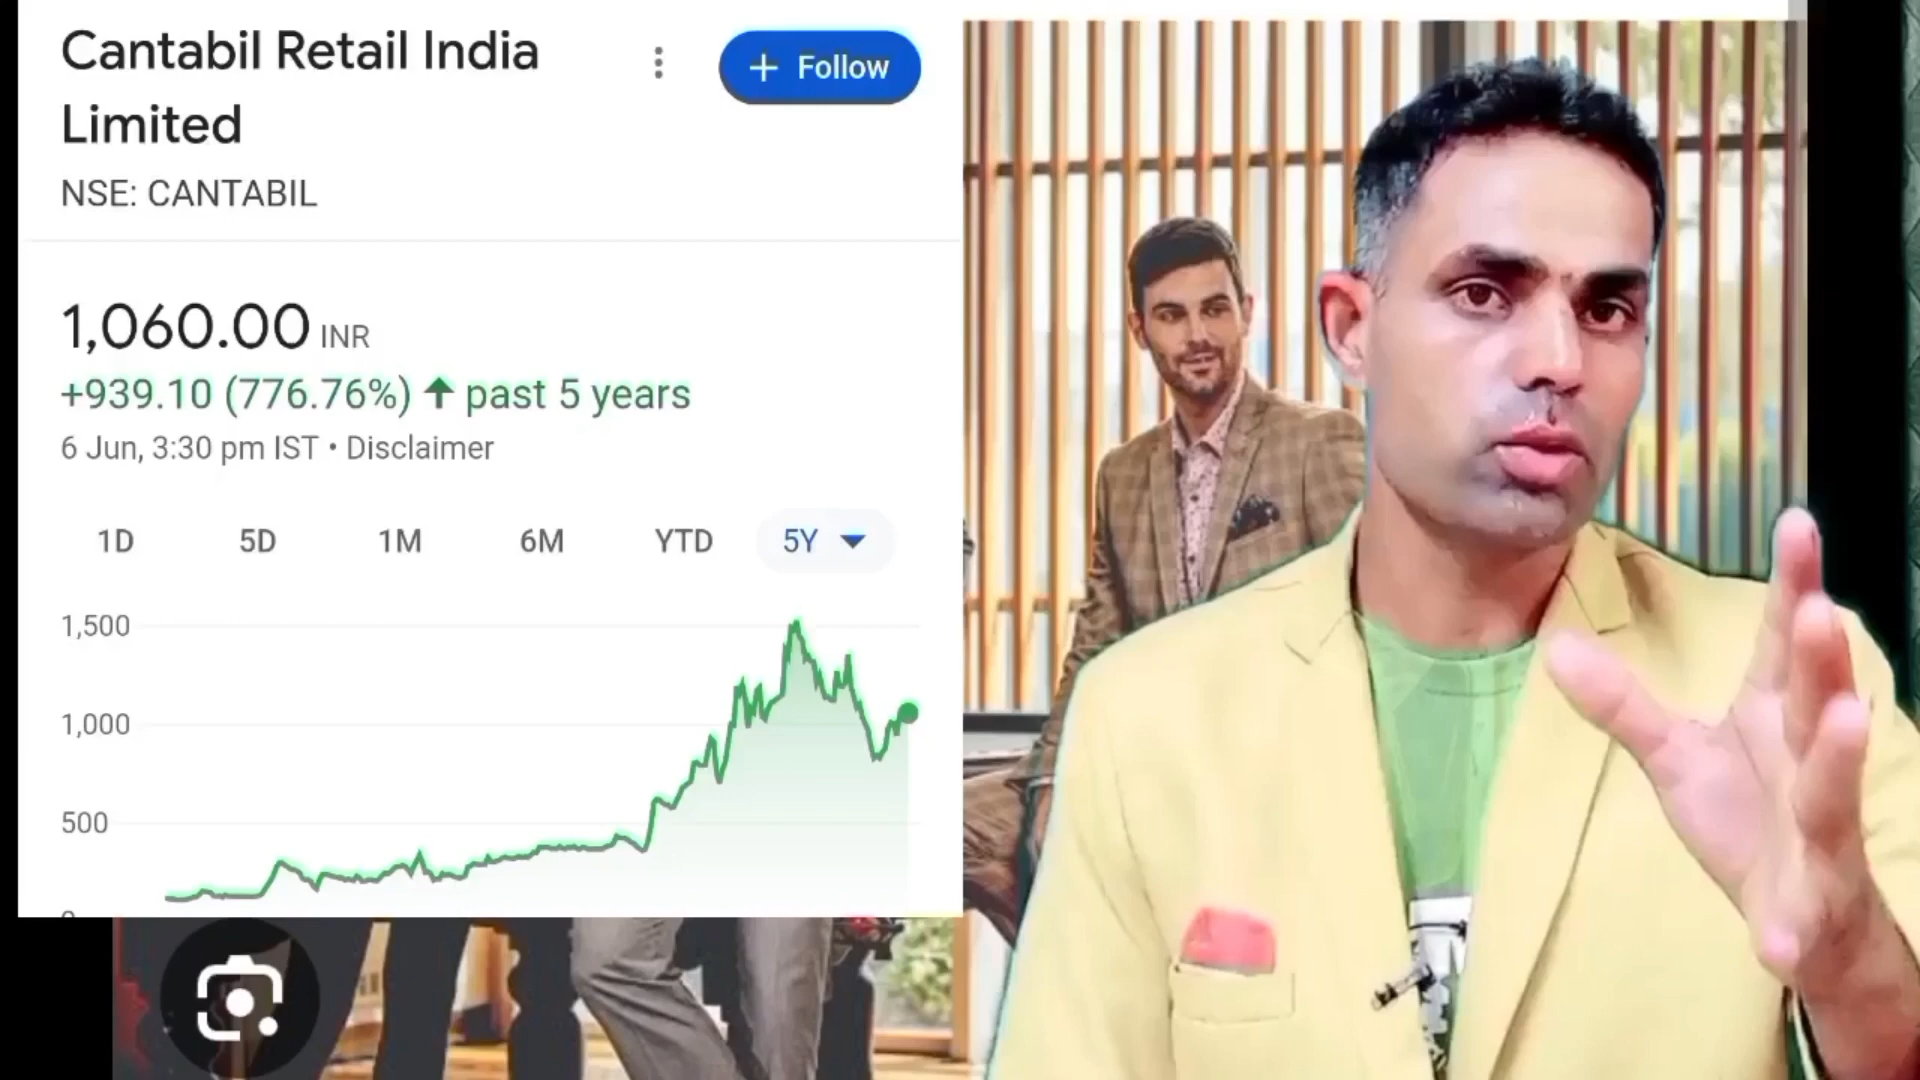 Cantabil Retail India
Limited
+ Follow
NSE: CANTABIL
1,060.00 INR
+939.10 (776.76%) ↑ past 5 years
6 Jun, 3:30 pm IST • Disclaimer
1D 5D 1M 6M YTD 5Y
1,500
1,000
500